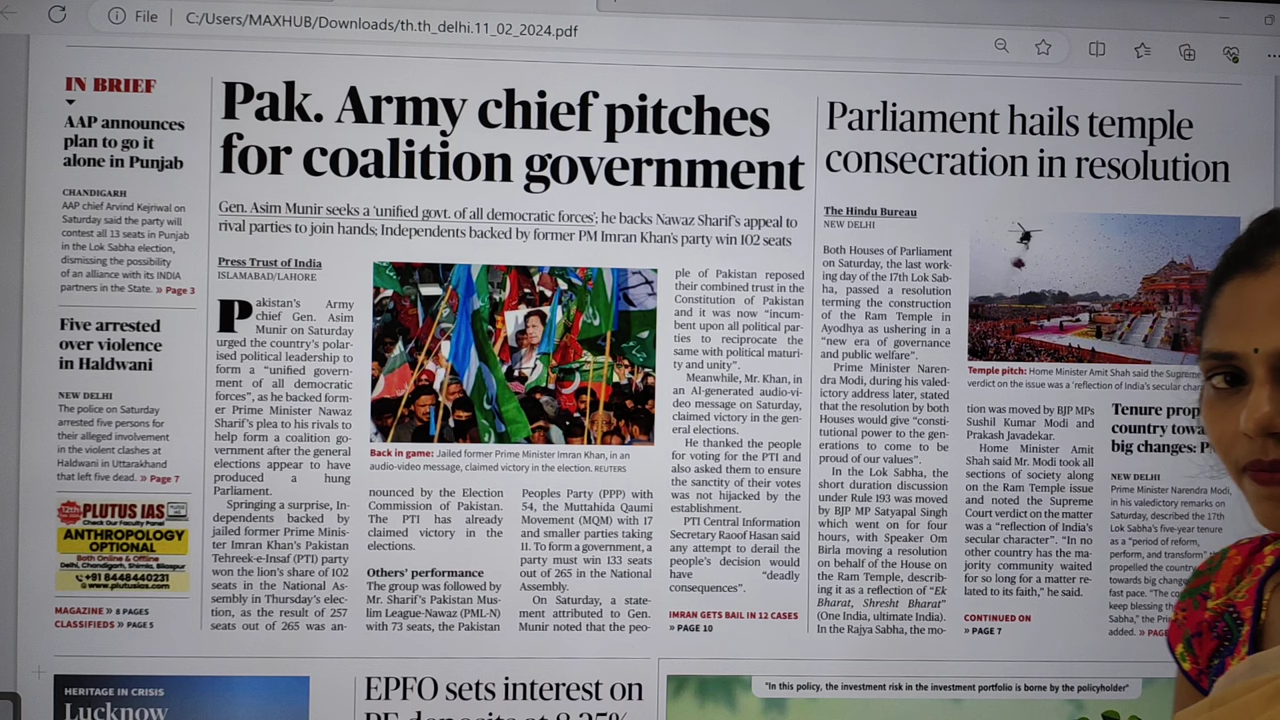 File
C:/Users/MAXHUB/Downloads/th.th_delhi.11_02_2024.pdf
IN BRIEF
AAP announces
plan to go it
alone in Punjab
CHANDIGARH
AAP chief Arvind Kejriwal on
Saturday said the party will
contest all 13 seats in Punjab
in the Lok Sabha election,
dismissing the possibility
of an alliance with its INDIA
partners in the State. » Page 3
Five arrested
over violence
in Haldwani
NEW DELHI
The police on Saturday
arrested five persons for
their alleged involvement
in the violent clashes at
Haldwani in Uttarakhand
that left five dead. » Page 7
12th
PLUTUS IAS
Check Our Faculty Panel
ANTHROPOLOGY
OPTIONAL
Both Online & Offline
Delhi, Chandigarh, Shimla, Bilaspur
+91 8448440231
www.plutusias.com
MAGAZINE » 8 PAGES
CLASSIFIEDS » PAGE 5
Pak. Army chief pitches
for coalition government
Gen. Asim Munir seeks a 'unified govt. of all democratic forces'; he backs Nawaz Sharif's appeal to
rival parties to join hands; Independents backed by former PM Imran Khan's party win 102 seats
Press Trust of India
ISLAMABAD/LAHORE
Pakistan's Army
chief Gen. Asim
Munir on Saturday
urged the country's polar-
ised political leadership to
form a "unified govern-
ment of all democratic
forces", as he backed form-
er Prime Minister Nawaz
Sharif's plea to his rivals to
help form a coalition go-
vernment after the general
elections appear to have
produced a hung
Parliament.
Springing a surprise, In-
dependents backed by
jailed former Prime Minis-
ter Imran Khan's Pakistan
Tehreek-e-Insaf (PTI) party
won the lion's share of 102
seats in the National As-
sembly in Thursday's elec-
tion, as the result of 257
seats out of 265 was an-
Back in game: Jailed former Prime Minister Imran Khan, in an
audio-video message, claimed victory in the election. REUTERS
nounced by the Election
Commission of Pakistan.
The PTI has already
claimed victory in the
elections.
Others' performance
The group was followed by
Mr. Sharif's Pakistan Mus-
lim League-Nawaz (PML-N)
with 73 seats, the Pakistan
Peoples Party (PPP) with
54, the Muttahida Qaumi
Movement (MQM) with 17
and smaller parties taking
11. To form a government, a
party must win 133 seats
out of 265 in the National
Assembly.
On Saturday, a state-
ment attributed to Gen.
Munir noted that the peo-
ple of Pakistan reposed
their combined trust in the
Constitution of Pakistan
and it was now "incum-
bent upon all political par-
ties to reciprocate the
same with political maturi-
ty and unity".
Meanwhile, Mr. Khan, in
an AI-generated audio-vi-
deo message on Saturday,
claimed victory in the gen-
eral elections.
He thanked the people
for voting for the PTI and
also asked them to ensure
the sanctity of their votes
was not hijacked by the
establishment.
PTI Central Information
Secretary Raoof Hasan said
any attempt to derail the
people's decision would
have "deadly
consequences".
IMRAN GETS BAIL IN 12 CASES
» PAGE 10
Parliament hails temple
consecration in resolution
The Hindu Bureau
NEW DELHI
Both Houses of Parliament
on Saturday, the last work-
ing day of the 17th Lok Sab-
ha, passed a resolution
terming the construction
of the Ram Temple in
Ayodhya as ushering in a
"new era of governance
and public welfare".
Prime Minister Naren-
dra Modi, during his valed-
ictory address later, stated
that the resolution by both
Houses would give "consti-
tutional power to the gen-
erations to come to be
proud of our values".
In the Lok Sabha, the
short duration discussion
under Rule 193 was moved
by BJP MP Satyapal Singh
which went on for four
hours, with Speaker Om
Birla moving a resolution
on behalf of the House on
the Ram Temple, describ-
ing it as a reflection of "Ek
Bharat, Shresht Bharat"
(One India, ultimate India).
In the Rajya Sabha, the mo-
Temple pitch: Home Minister Amit Shah said the Supreme
verdict on the issue was a 'reflection of India's secular char
tion was moved by BJP MPs
Sushil Kumar Modi and
Prakash Javadekar.
Home Minister Amit
Shah said Mr. Modi took all
sections of society along
on the Ram Temple issue
and noted the Supreme
Court verdict on the matter
was a "reflection of India's
secular character". "In no
other country has the ma-
jority community waited
for so long for a matter re-
lated to its faith," he said.
CONTINUED ON
» PAGE 7
Tenure prop
country towa
big changes: P
NEW DELHI
Prime Minister Narendra Modi,
in his valedictory remarks on
Saturday, described the 17th
Lok Sabha's five-year tenure
as a "period of reform,
perform, and transform"
propelled the country
towards big change
fast pace. "The co
keep blessing th
Sabha," the Prin
added. » PAGE
HERITAGE IN CRISIS
Lucknow
EPFO sets interest on
PF deposits at 8.25%
"In this policy, the investment risk in the investment portfolio is borne by the policyholder"